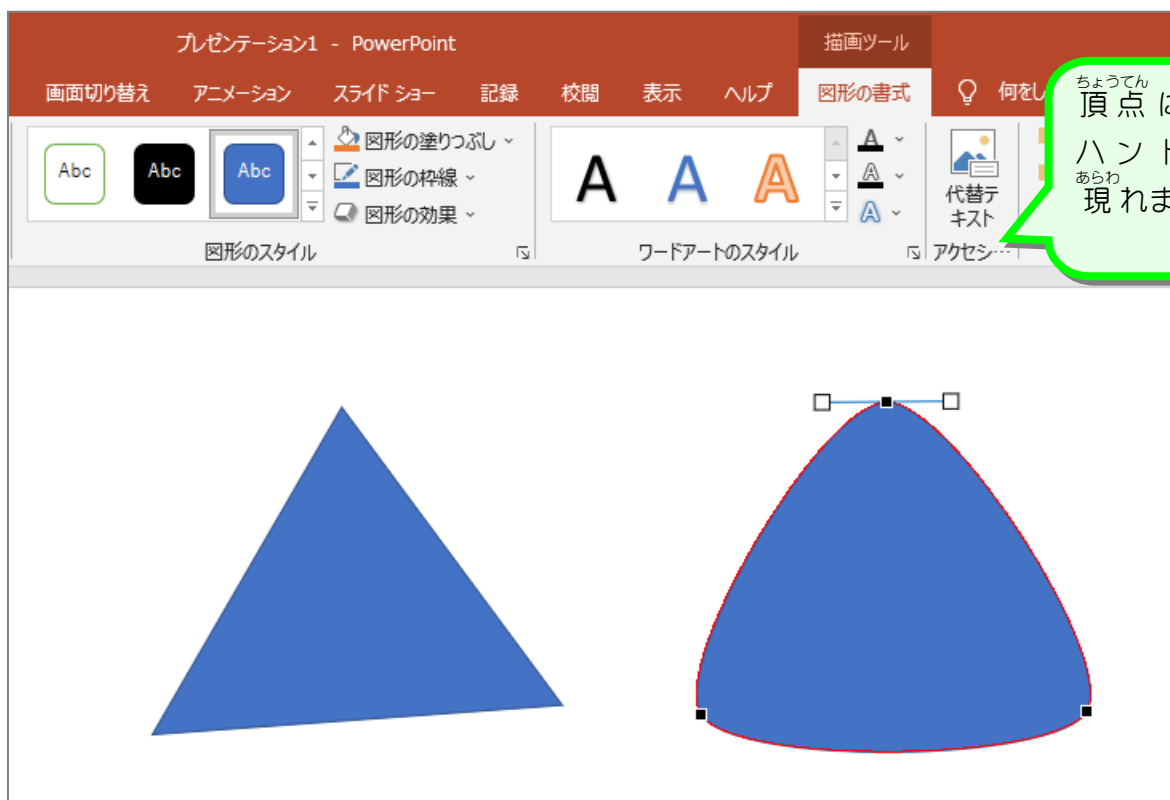 プレゼンテーション1 - PowerPoint
描画ツール
画面切り替え アニメーション スライド ショー 記録 校閲 表示 ヘルプ 図形の書式 何をし
Abc Abc Abc
図形の塗りつぶし
図形の枠線
図形の効果
図形のスタイル
A A A
A
A
A
ワードアートのスタイル
代替テ
キスト
アクセシ…
ちょうてん
頂点に
ハンド
あらわ
現れま